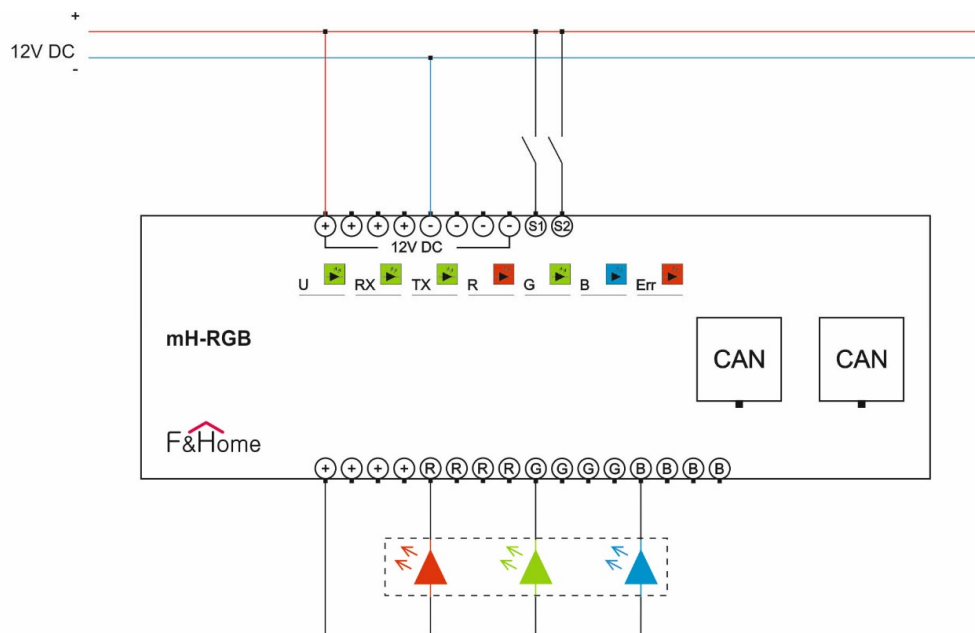 +
12V DC
-
+ + + + - - - - S1 S2
12V DC
U RX TX R G B Err
mH-RGB
CAN CAN
F&Home
+ + + + R R R R G G G G B B B B